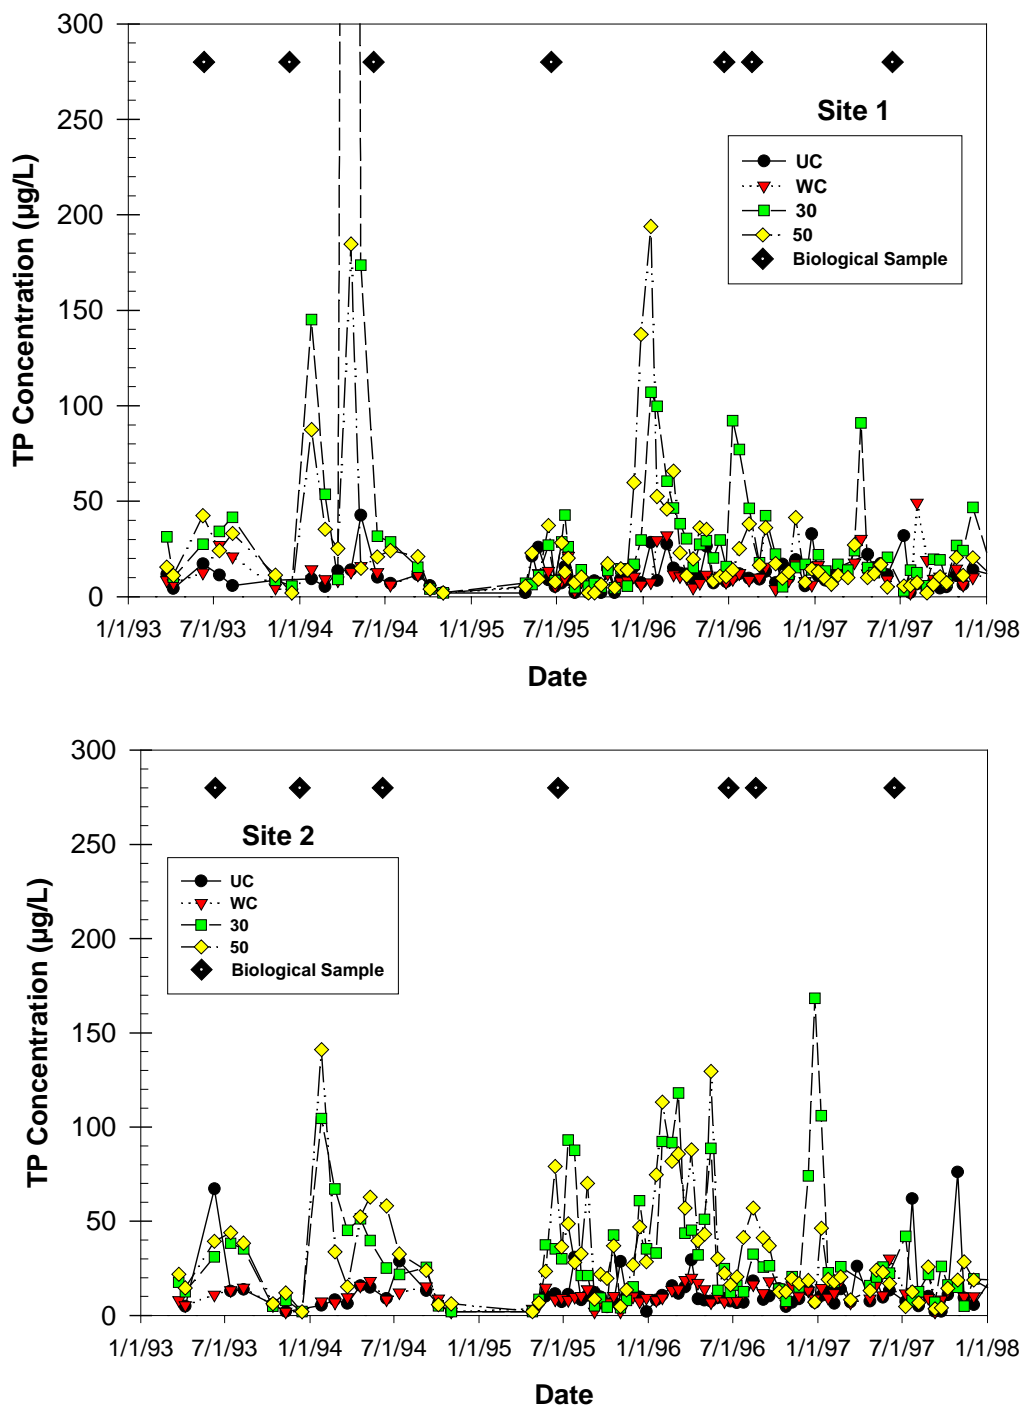 300
250
200
150
100
50
0
TP Concentration (µg/L)
Site 1
UC
WC
30
50
Biological Sample
1/1/93 7/1/93 1/1/94 7/1/94 1/1/95 7/1/95 1/1/96 7/1/96 1/1/97 7/1/97 1/1/98
Date
300
250
200
150
100
50
0
TP Concentration (µg/L)
Site 2
UC
WC
30
50
Biological Sample
1/1/93 7/1/93 1/1/94 7/1/94 1/1/95 7/1/95 1/1/96 7/1/96 1/1/97 7/1/97 1/1/98
Date